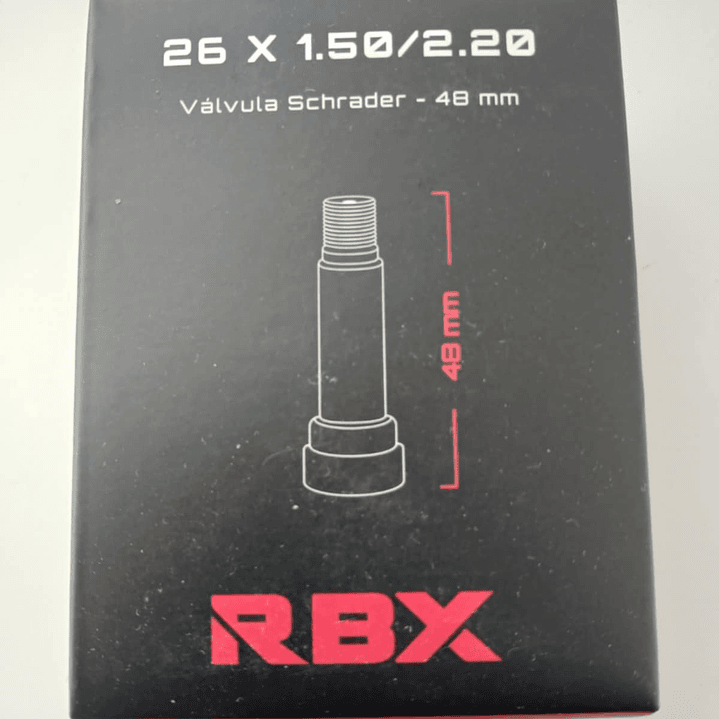 26 X 1.50/2.20
Válvula Schrader - 48 mm
48 mm
RBX